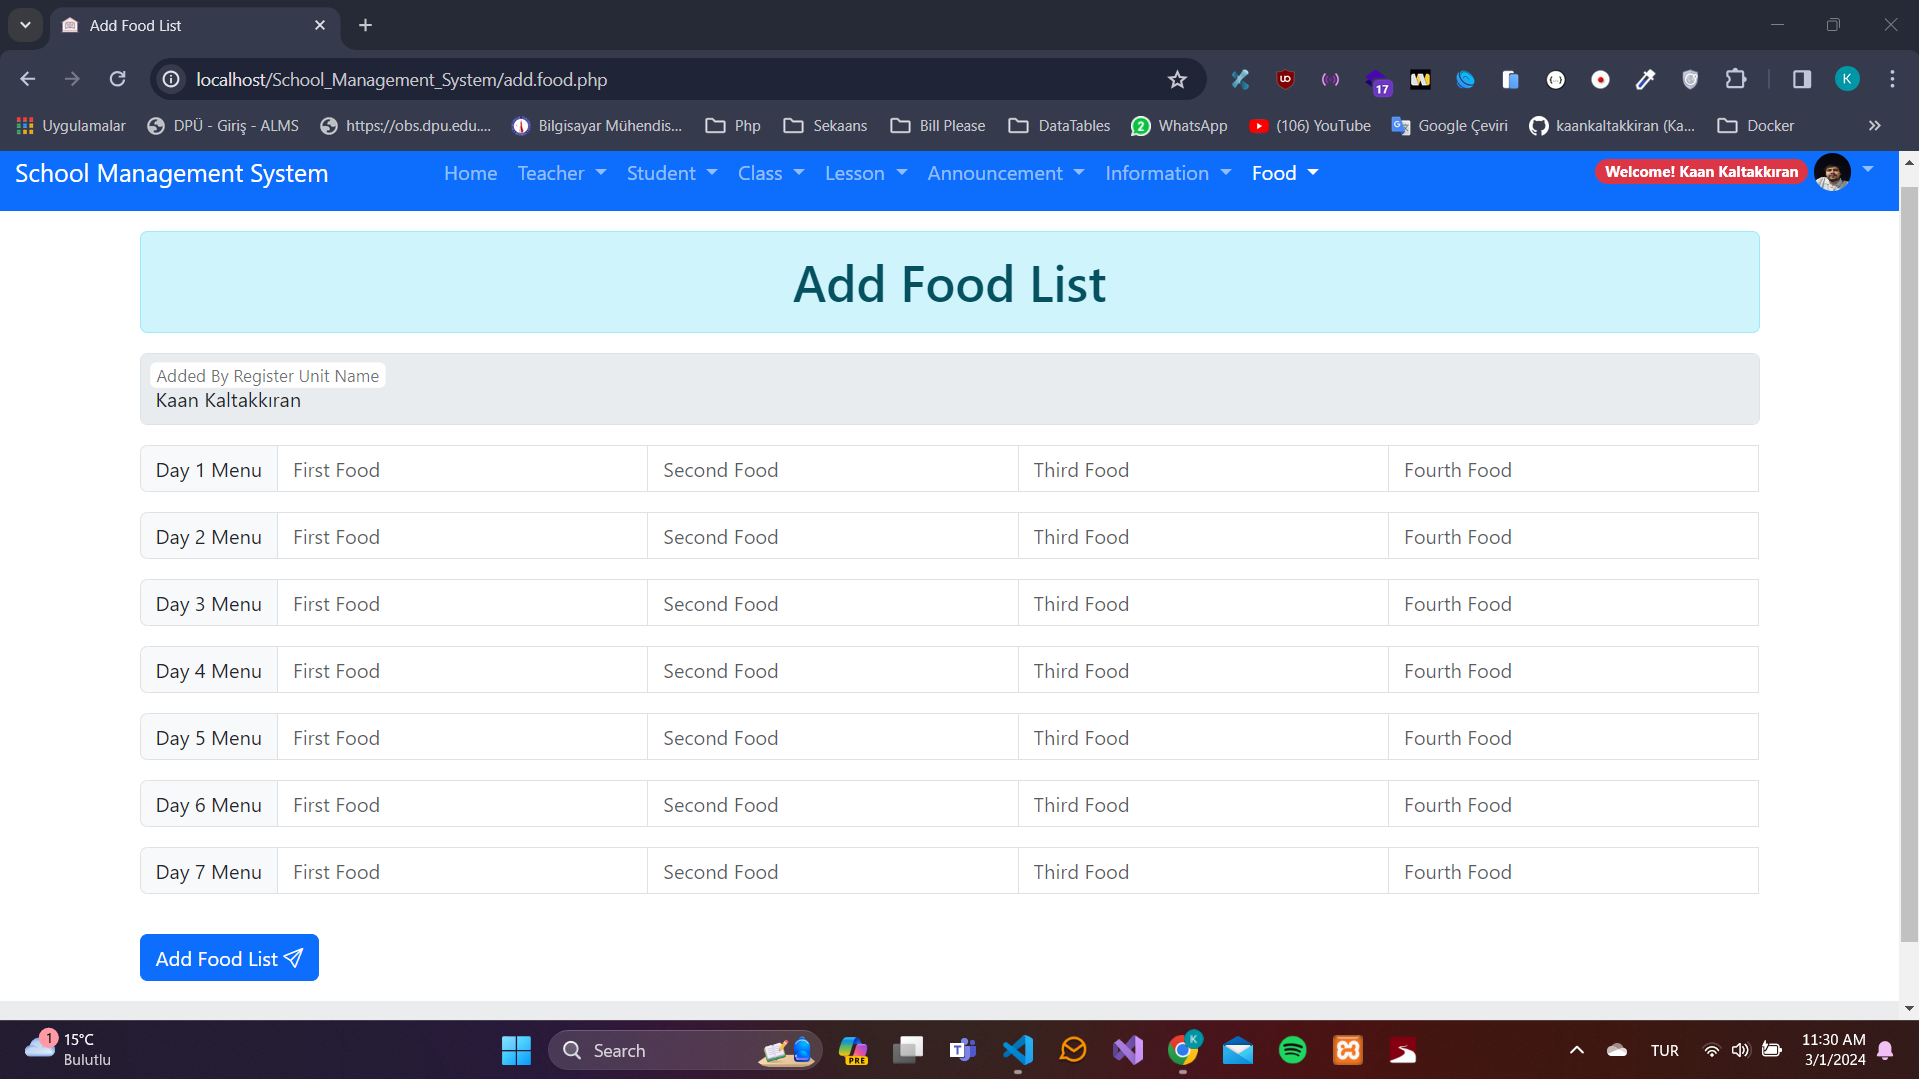 Add Food List
localhost/School_Management_System/add.food.php
17
K
Uygulamalar DPÜ - Giriş - ALMS https://obs.dpu.edu.... Bilgisayar Mühendis... Php Sekaans Bill Please DataTables 2 WhatsApp (106) YouTube Google Çeviri kaankaltakkiran (Ka... Docker
School Management System Home Teacher Student Class Lesson Announcement Information Food Welcome! Kaan Kaltakkıran
Add Food List
Added By Register Unit Name
Kaan Kaltakkıran
Day 1 Menu First Food Second Food Third Food Fourth Food
Day 2 Menu First Food Second Food Third Food Fourth Food
Day 3 Menu First Food Second Food Third Food Fourth Food
Day 4 Menu First Food Second Food Third Food Fourth Food
Day 5 Menu First Food Second Food Third Food Fourth Food
Day 6 Menu First Food Second Food Third Food Fourth Food
Day 7 Menu First Food Second Food Third Food Fourth Food
Add Food List
1 15°C
Bulutlu
Search
PRE
K
TUR
11:30 AM
3/1/2024